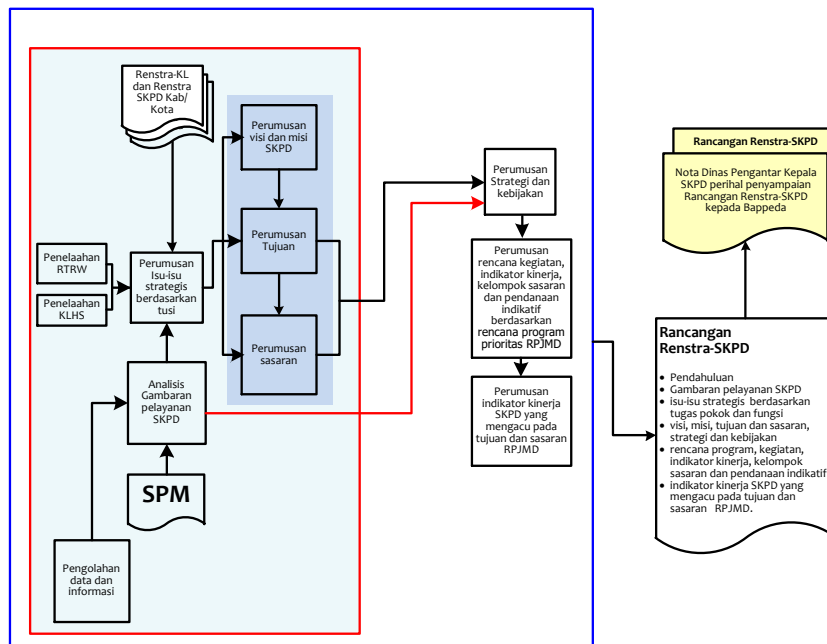 Renstra-KL
dan Renstra
SKPD Kab/
Kota
Perumusan
visi dan misi
SKPD
Perumusan
Tujuan
Perumusan
sasaran
Penelaahan
RTRW
Penelaahan
KLHS
Perumusan
Isu-isu
strategis
berdasarkan
tusi
Analisis
Gambaran
pelayanan
SKPD
SPM
Pengolahan
data dan
informasi
Perumusan
Strategi dan
kebijakan
Perumusan
rencana kegiatan,
indikator kinerja,
kelompok sasaran
dan pendanaan
indikatif
berdasarkan
rencana program
prioritas RPJMD
Perumusan
indikator kinerja
SKPD yang
mengacu pada
tujuan dan sasaran
RPJMD
Rancangan Renstra-SKPD
Nota Dinas Pengantar Kepala
SKPD perihal penyampaian
Rancangan Renstra-SKPD
kepada Bappeda
Rancangan
Renstra-SKPD
• Pendahuluan
• Gambaran pelayanan SKPD
• isu-isu strategis berdasarkan
tugas pokok dan fungsi
• visi, misi, tujuan dan sasaran,
strategi dan kebijakan
• rencana program, kegiatan,
indikator kinerja, kelompok
sasaran dan pendanaan indikatif
• indikator kinerja SKPD yang
mengacu pada tujuan dan
sasaran RPJMD.